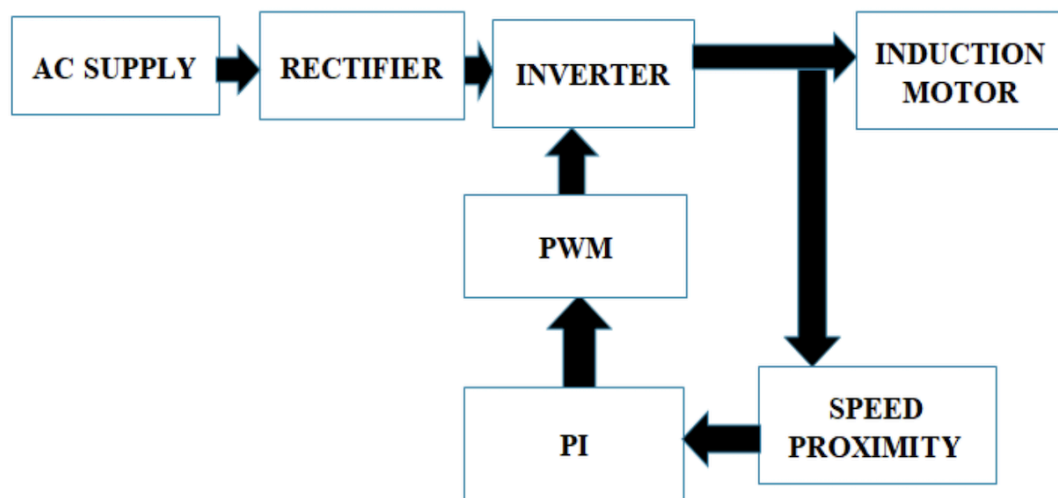 AC SUPPLY
RECTIFIER
INVERTER
INDUCTION
MOTOR
PWM
PI
SPEED
PROXIMITY